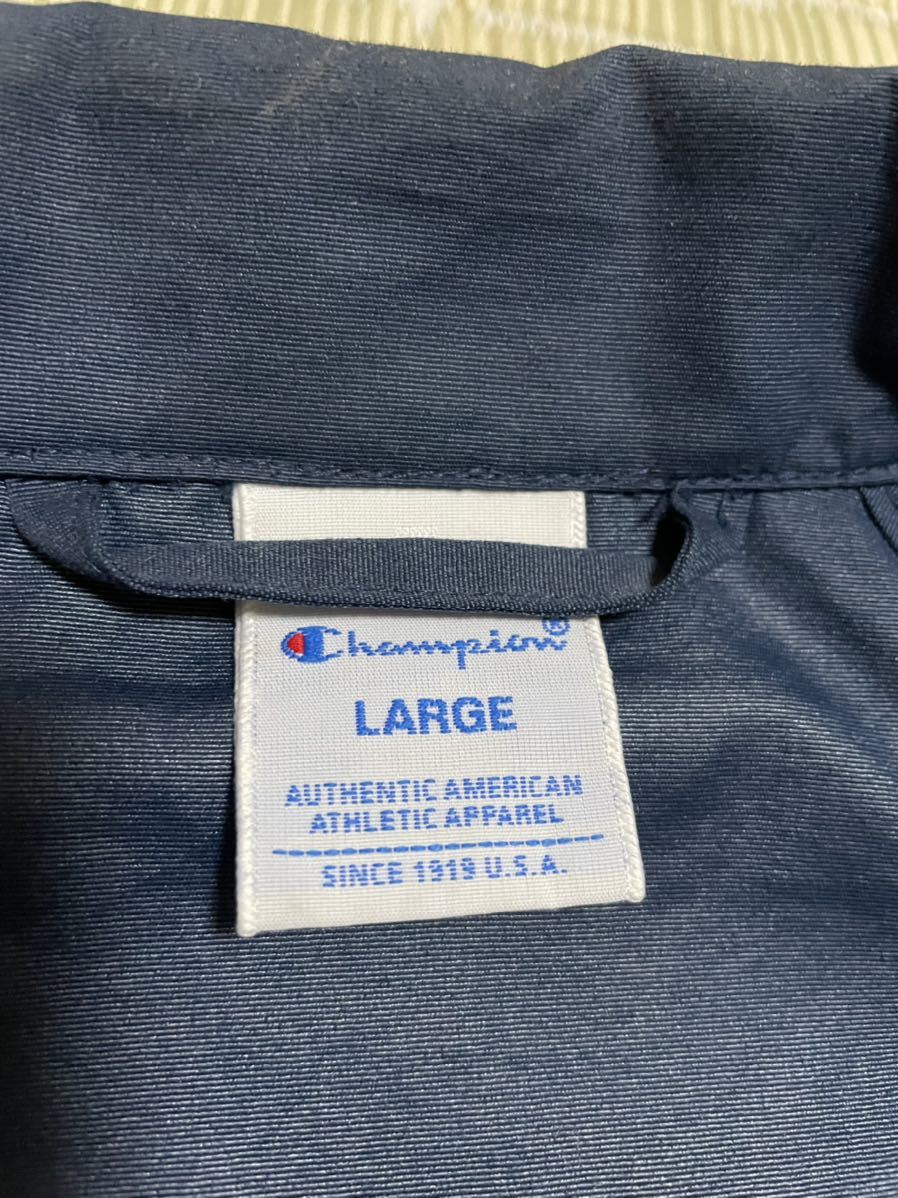 Champion®
LARGE
AUTHENTIC AMERICAN
ATHLETIC APPAREL
SINCE 1919 U.S.A.